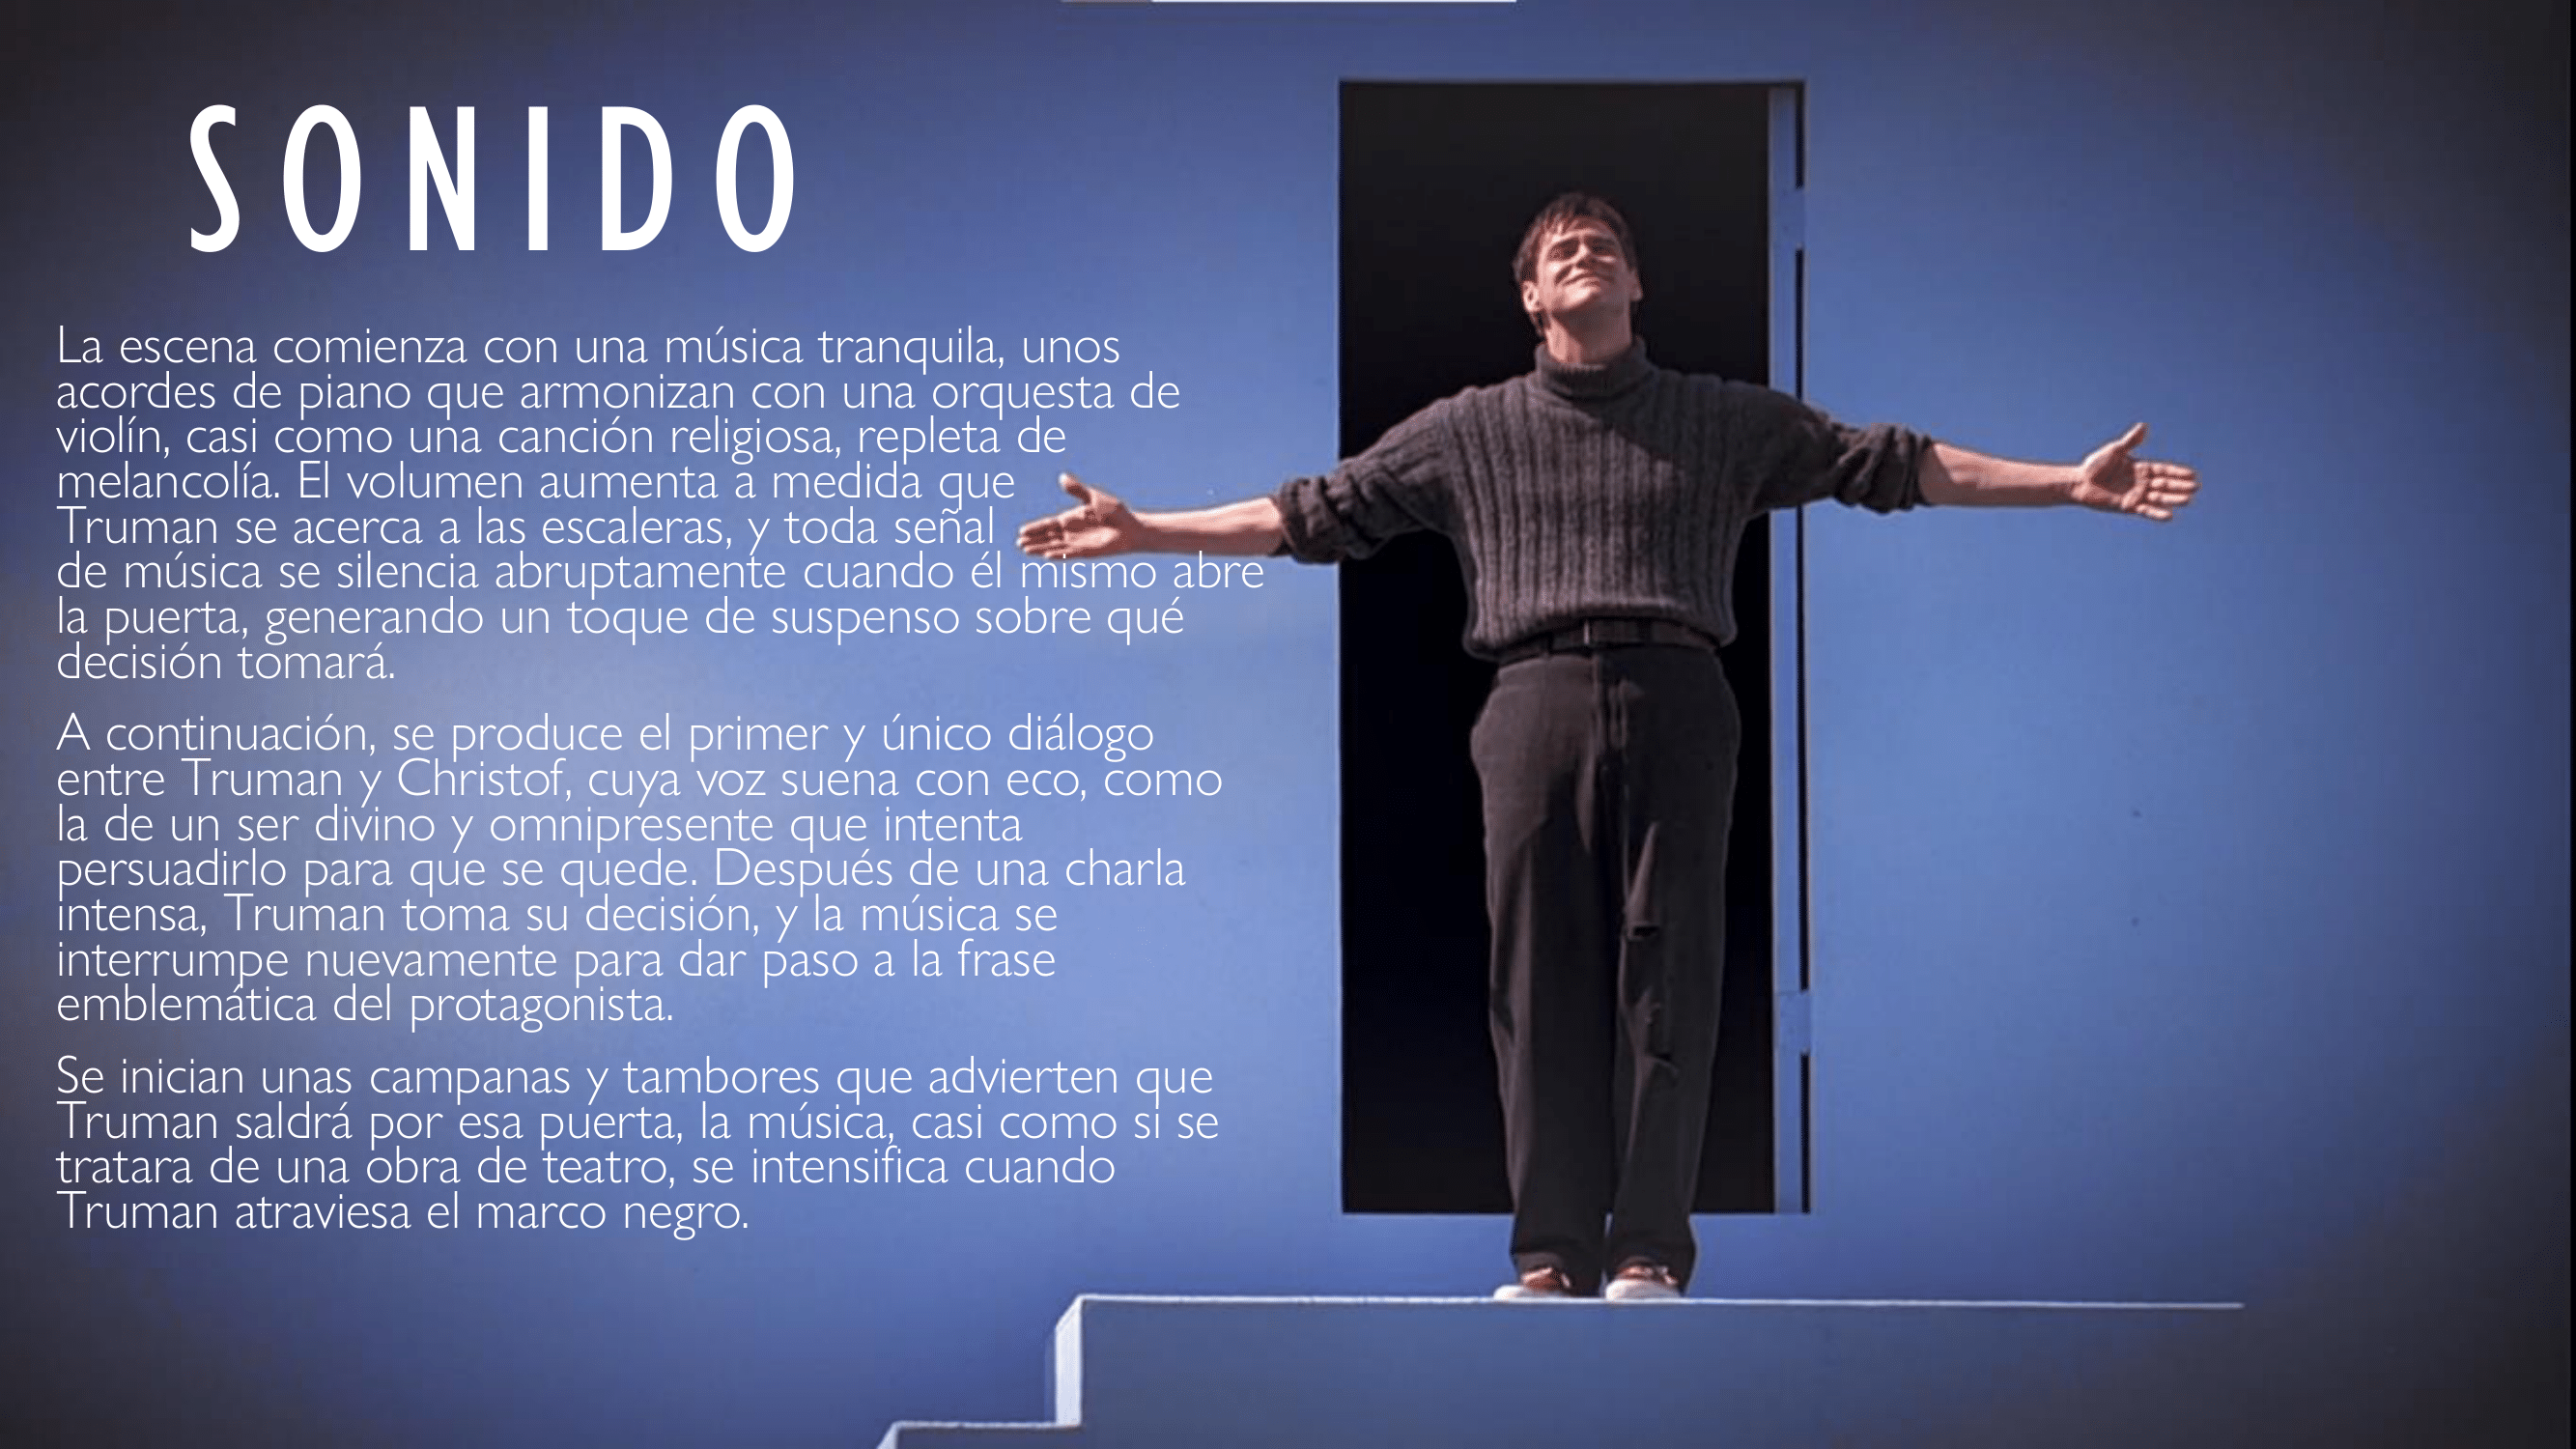 SONIDO
La escena comienza con una música tranquila, unos
acordes de piano que armonizan con una orquesta de
violín, casi como una canción religiosa, repleta de
melancolía. El volumen aumenta a medida que
Truman se acerca a las escaleras, y toda señal
de música se silencia abruptamente cuando él mismo abre
la puerta, generando un toque de suspenso sobre qué
decisión tomará.
A continuación, se produce el primer y único diálogo
entre Truman y Christof, cuya voz suena con eco, como
la de un ser divino y omnipresente que intenta
persuadirlo para que se quede. Después de una charla
intensa, Truman toma su decisión, y la música se
interrumpe nuevamente para dar paso a la frase
emblemática del protagonista.
Se inician unas campanas y tambores que advierten que
Truman saldrá por esa puerta, la música, casi como si se
tratara de una obra de teatro, se intensifica cuando
Truman atraviesa el marco negro.